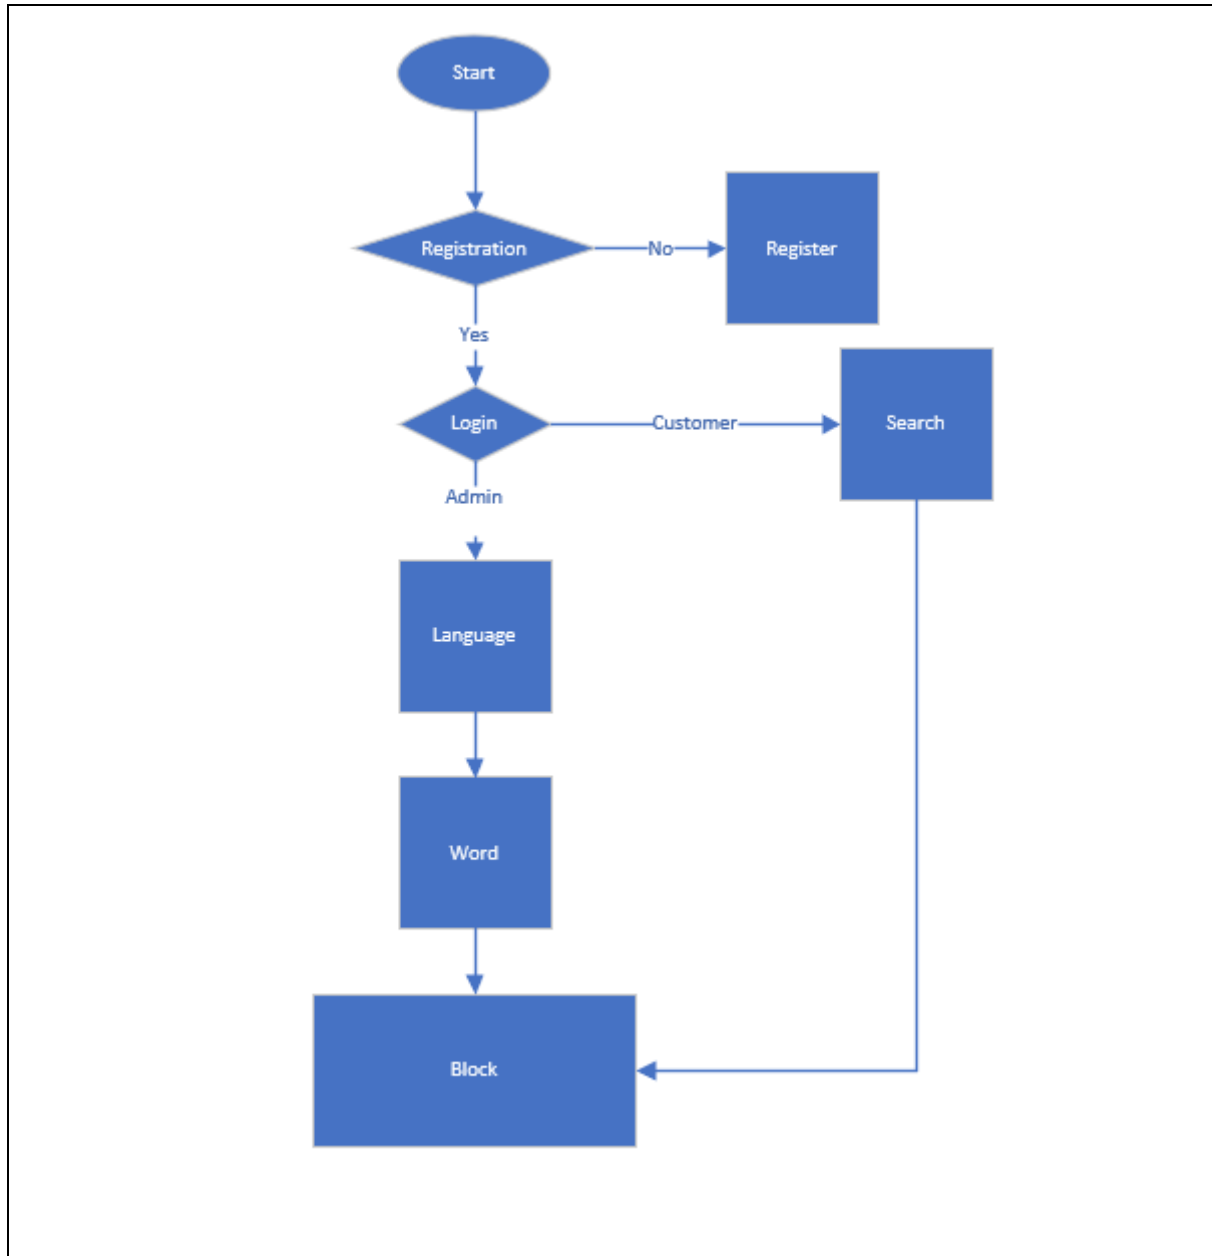 Start
Registration
No
Register
Yes
Login
Customer
Search
Admin
Language
Word
Block